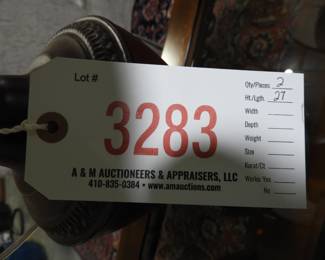 Lot #
3283
A & M AUCTIONEERS & APPRAISERS, LLC
410-835-0384 • www.amauctions.com
Qty/Pieces 2
Ht./Lgth. 27
Width
Depth
Weight
Size
Karat/Ct
Works: Yes
No